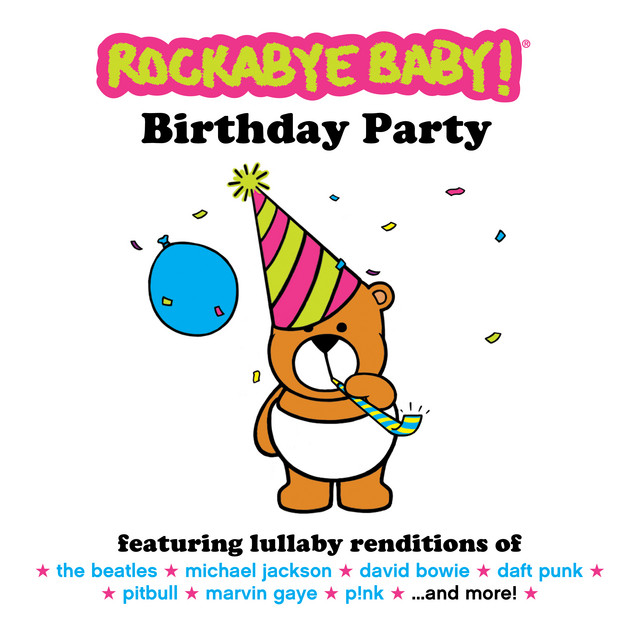 ROCKABYE BABY!®
Birthday Party
featuring lullaby renditions of
★ the beatles ★ michael jackson ★ david bowie ★ daft punk ★
★ pitbull ★ marvin gaye ★ p!nk ★ ...and more! ★